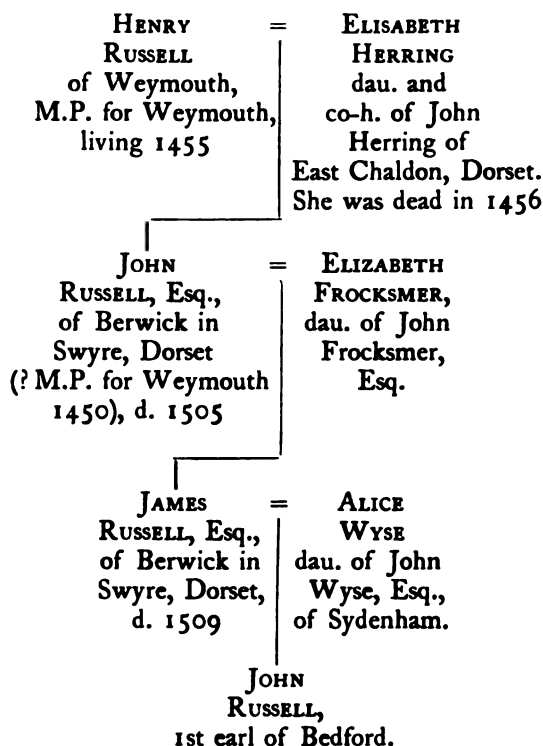 HENRY = ELISABETH
RUSSELL HERRING
of Weymouth, dau. and
M.P. for Weymouth, co-h. of John
living 1455 Herring of
East Chaldon, Dorset.
She was dead in 1456
JOHN = ELIZABETH
RUSSELL, Esq., FROCKSMER,
of Berwick in dau. of John
Swyre, Dorset Frocksmer,
(? M.P. for Weymouth Esq.
1450), d. 1505
JAMES = ALICE
RUSSELL, Esq., WYSE
of Berwick in dau. of John
Swyre, Dorset, Wyse, Esq.,
d. 1509 of Sydenham.
JOHN
RUSSELL,
1st earl of Bedford.